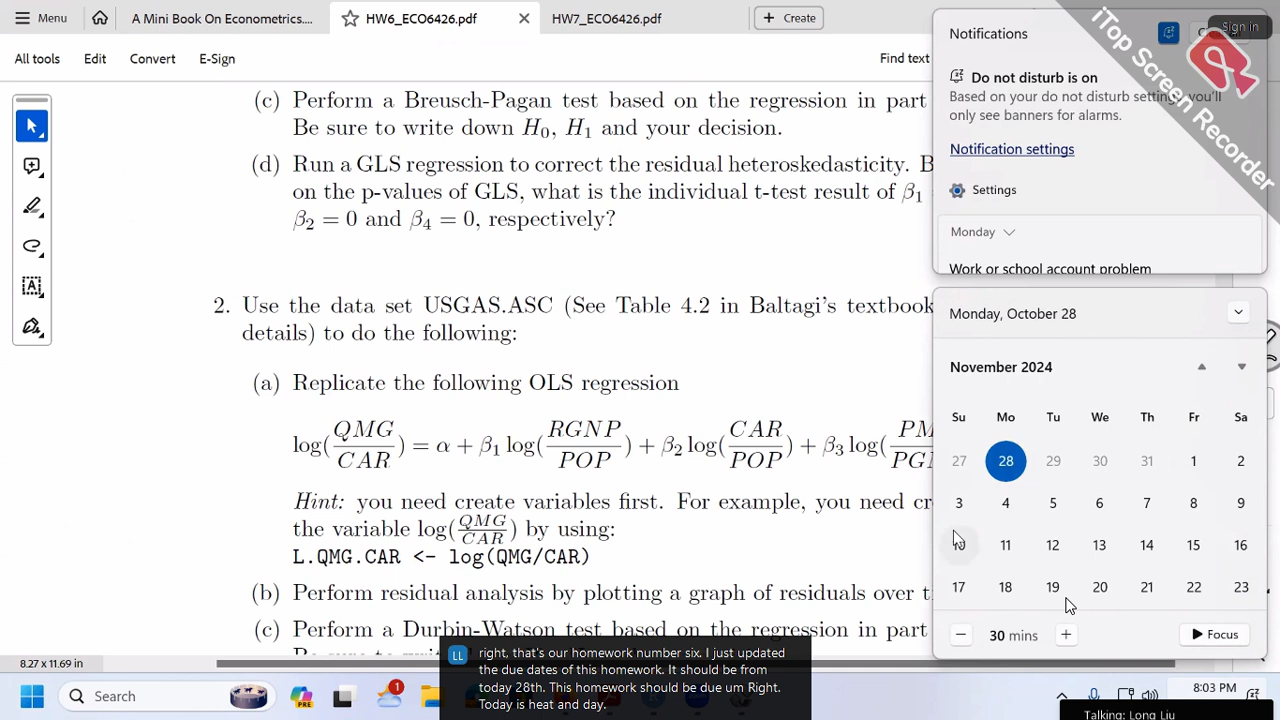 Menu
A Mini Book On Econometrics....
HW6_ECO6426.pdf
HW7_ECO6426.pdf
Create
Sign in
All tools
Edit
Convert
E-Sign
Find text
(c) Perform a Breusch-Pagan test based on the regression in part
Be sure to write down H0, H1 and your decision.
(d) Run a GLS regression to correct the residual heteroskedasticity. B
on the p-values of GLS, what is the individual t-test result of β1
β2 = 0 and β4 = 0, respectively?
2. Use the data set USGAS.ASC (See Table 4.2 in Baltagi's textbook
details) to do the following:
(a) Replicate the following OLS regression
log(QMG/CAR) = α + β1 log(RGNP/POP) + β2 log(CAR/POP) + β3 log(PM/PGN
Hint: you need create variables first. For example, you need cr
the variable log(QMG/CAR) by using:
L.QMG.CAR <- log(QMG/CAR)
(b) Perform residual analysis by plotting a graph of residuals over ti
(c) Perform a Durbin-Watson test based on the regression in part
8.27 x 11.69 in
LL right, that's our homework number six. I just updated
the due dates of this homework. It should be from
today 28th. This homework should be due um Right.
Today is heat and day.
Notifications
Do not disturb is on
Based on your do not disturb settings, you'll
only see banners for alarms.
Notification settings
Settings
Monday
Work or school account problem
iTop Screen Recorder
Monday, October 28
November 2024
Su Mo Tu We Th Fr Sa
27 28 29 30 31 1 2
3 4 5 6 7 8 9
10 11 12 13 14 15 16
17 18 19 20 21 22 23
30 mins
Focus
Search
PRE
1
8:03 PM
Talking: Long Liu